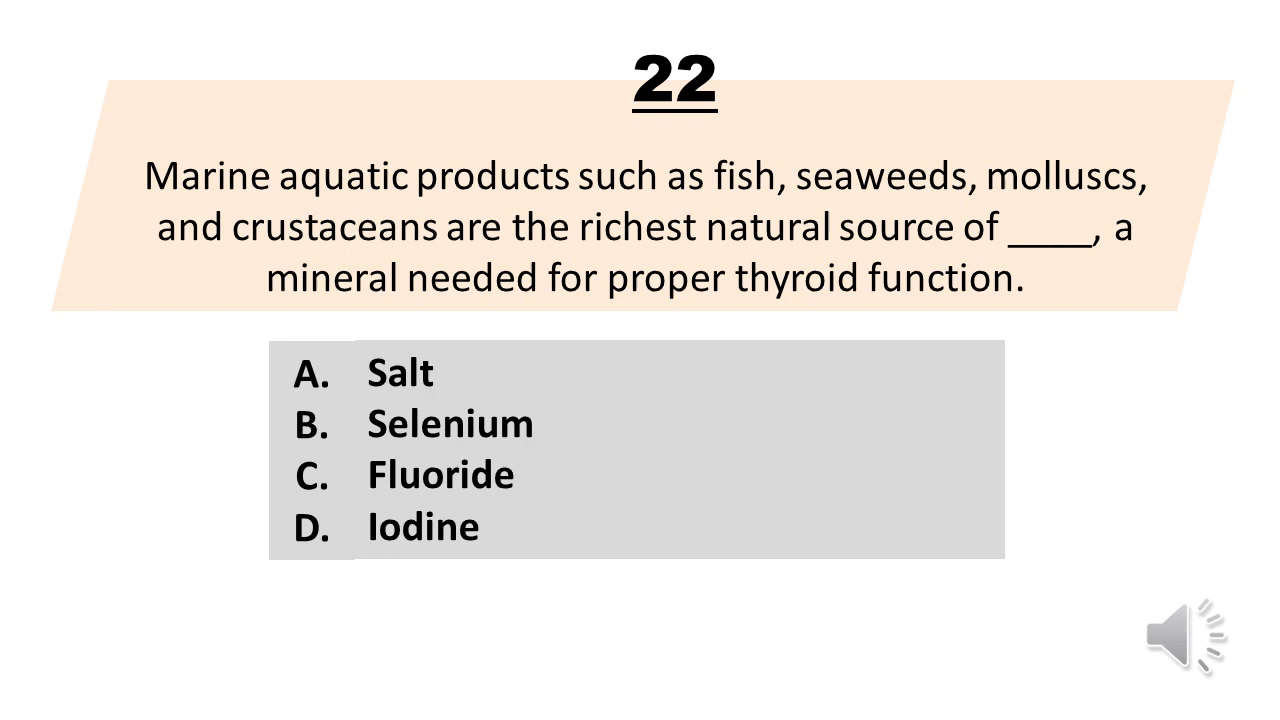 22
Marine aquatic products such as fish, seaweeds, molluscs,
and crustaceans are the richest natural source of ____, a
mineral needed for proper thyroid function.
A. Salt
B. Selenium
C. Fluoride
D. Iodine